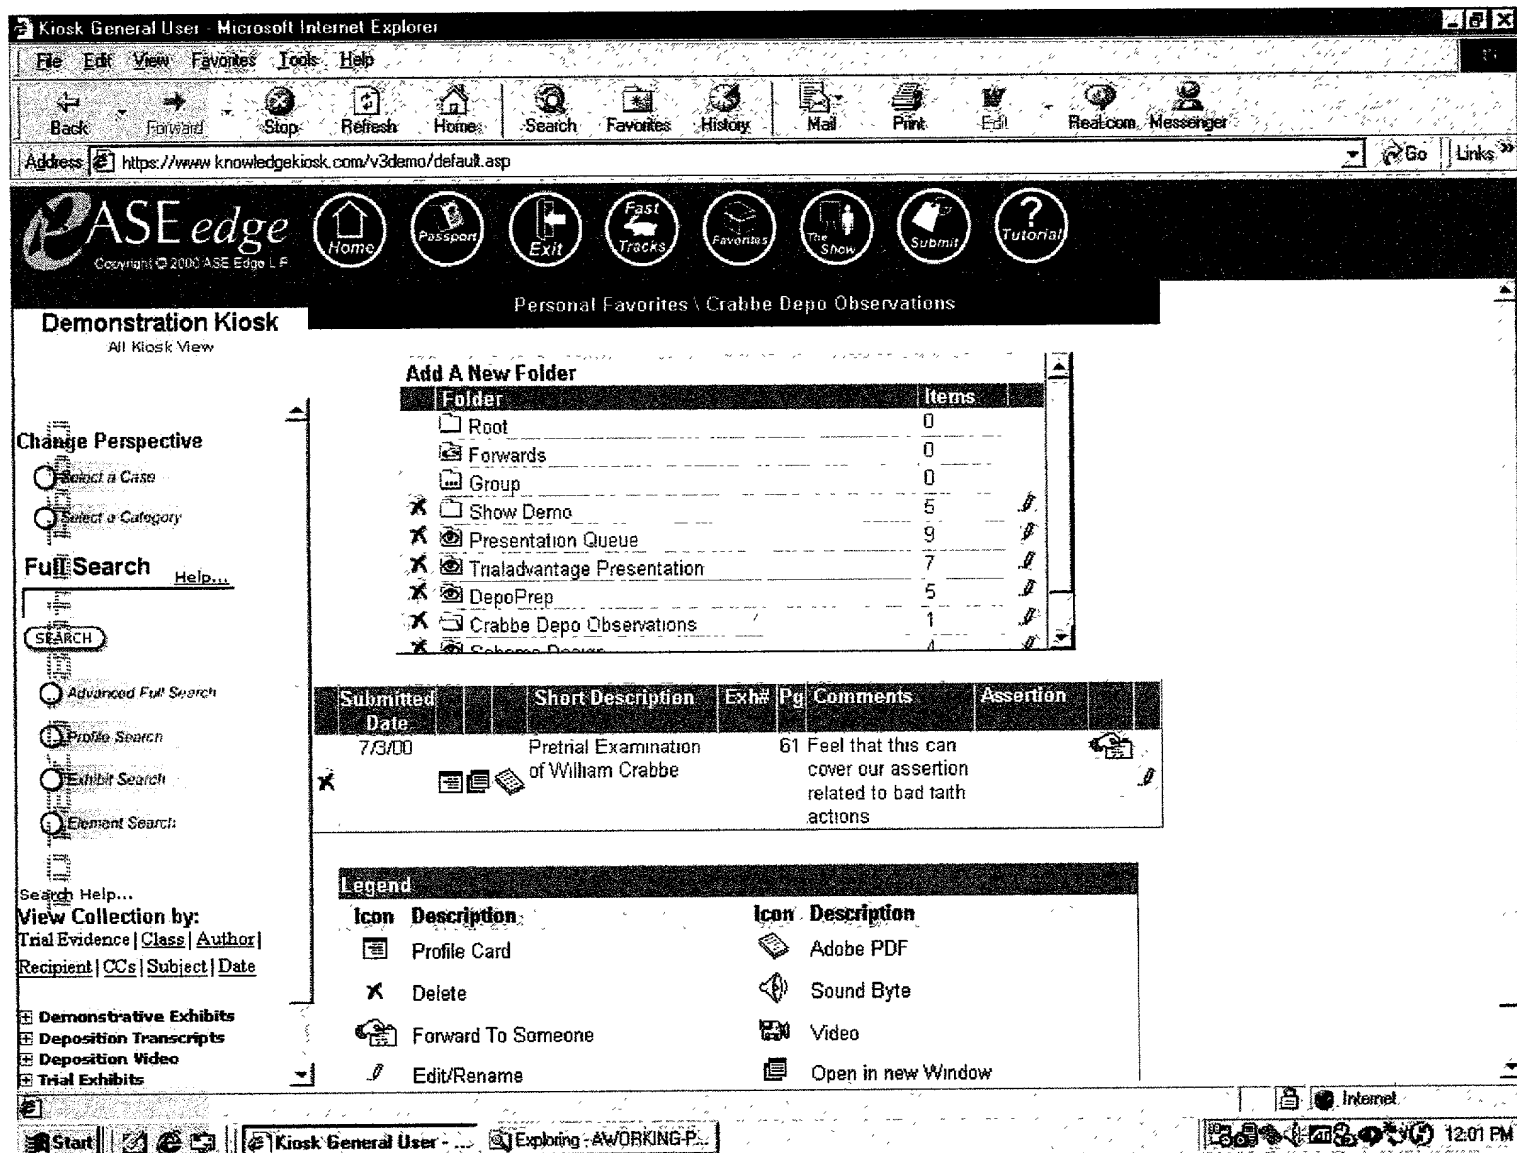 Kiosk General User - Microsoft Internet Explorer
File Edit View Favorites Tools Help
Back Forward Stop Refresh Home Search Favorites History Mail Print Edit Real.com Messenger
Address https://www.knowledgekiosk.com/v3demo/default.asp Go Links »
eASE edge
Copyright © 2000 ASE Edge L.P.
Home Passport Exit Fast Tracks Favorites The Show Submit ? Tutorial
Personal Favorites \ Crabbe Depo Observations
Demonstration Kiosk
All Kiosk View
Change Perspective
Select a Case
Select a Category
Full Search Help...
SEARCH
Advanced Full Search
Profile Search
Exhibit Search
Element Search
Search Help...
View Collection by:
Trial Evidence | Class | Author |
Recipient | CCs | Subject | Date
Demonstrative Exhibits
Deposition Transcripts
Deposition Video
Trial Exhibits
Add A New Folder
Folder Items
Root 0
Forwards 0
Group 0
Show Demo 5
Presentation Queue 9
Trialadvantage Presentation 7
DepoPrep 5
Crabbe Depo Observations 1
Submitted Date Short Description Exh# Pg Comments Assertion
7/3/00 Pretrial Examination 61 Feel that this can
of William Crabbe cover our assertion
related to bad faith
actions
Legend
Icon Description Icon Description
Profile Card Adobe PDF
Delete Sound Byte
Forward To Someone Video
Edit/Rename Open in new Window
Internet
Start Kiosk General User - ... Exploring - AWORKING-P... 12:01 PM